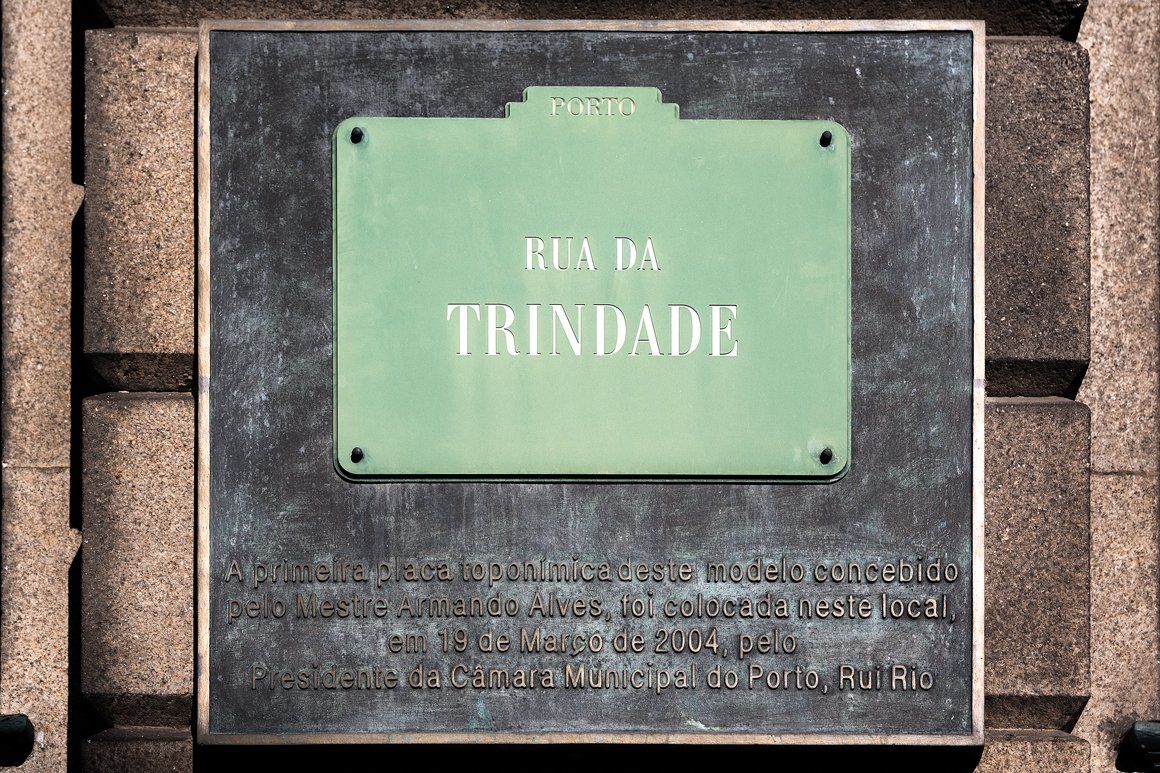 PORTO
RUA DA
TRINDADE
A primeira placa toponímica deste modelo concebido
pelo Mestre Armando Alves, foi colocada neste local,
em 19 de Março de 2004, pelo
Presidente da Câmara Municipal do Porto, Rui Rio